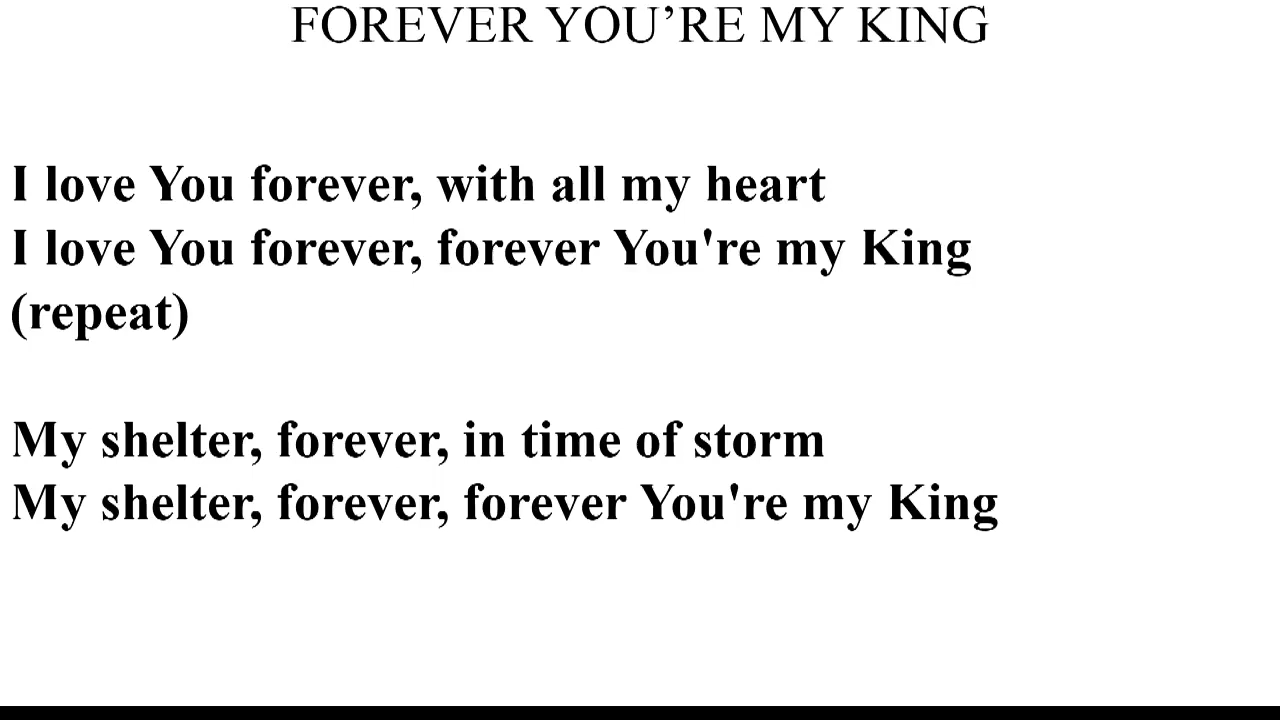 FOREVER YOU’RE MY KING
I love You forever, with all my heart
I love You forever, forever You're my King
(repeat)
My shelter, forever, in time of storm
My shelter, forever, forever You're my King